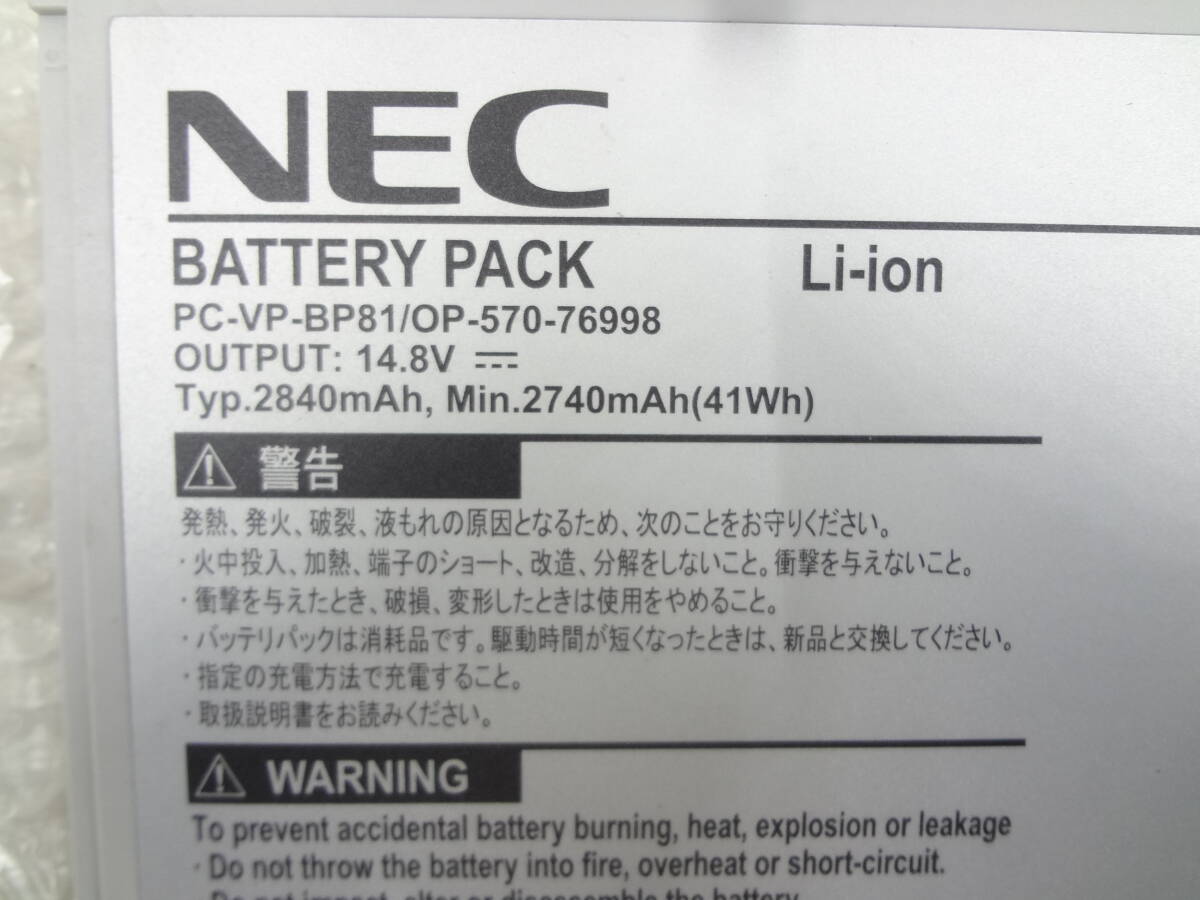 NEC
BATTERY PACK Li-ion
PC-VP-BP81/OP-570-76998
OUTPUT: 14.8V ⎓
Typ.2840mAh, Min.2740mAh(41Wh)
警告
発熱、発火、破裂、液もれの原因となるため、次のことをお守りください。
・火中投入、加熱、端子のショート、改造、分解をしないこと。衝撃を与えないこと。
・衝撃を与えたとき、破損、変形したときは使用をやめること。
・バッテリパックは消耗品です。駆動時間が短くなったときは、新品と交換してください。
・指定の充電方法で充電すること。
・取扱説明書をお読みください。
WARNING
To prevent accidental battery burning, heat, explosion or leakage
・Do not throw the battery into fire, overheat or short-circuit.
・Do not impact, alter or disassemble the battery.